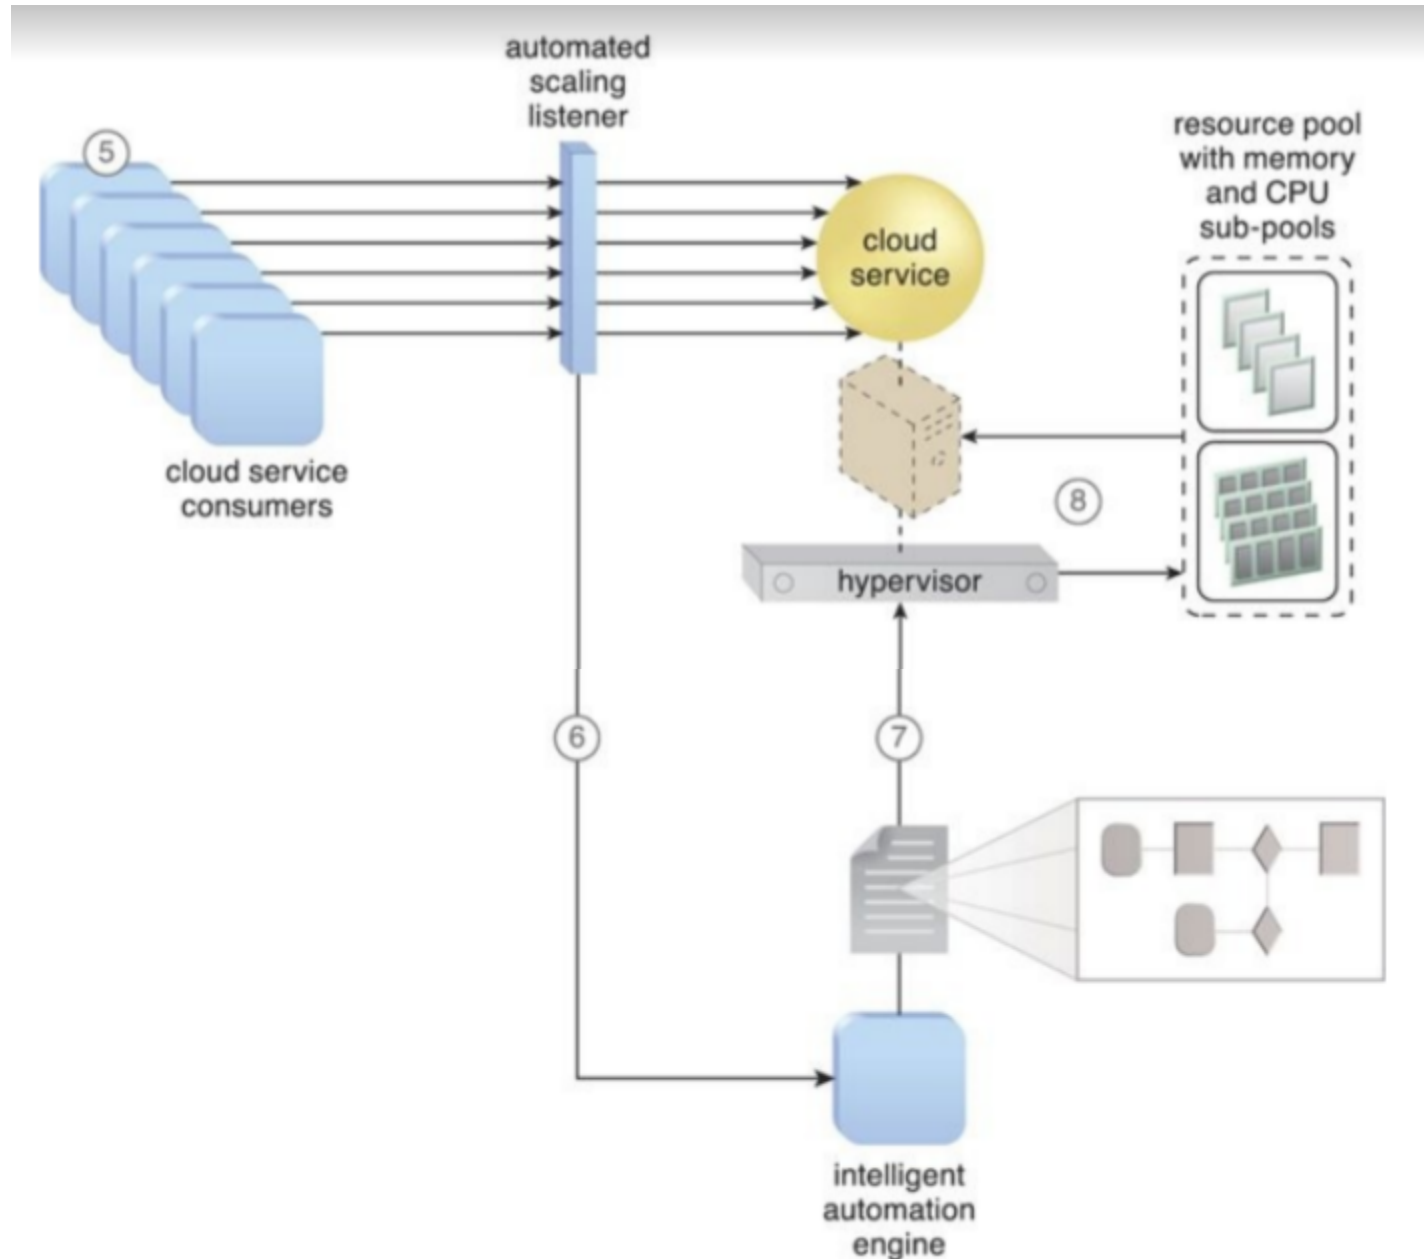 automated
scaling
listener
resource pool
with memory
and CPU
sub-pools
5
cloud
service
cloud service
consumers
8
hypervisor
6
7
intelligent
automation
engine